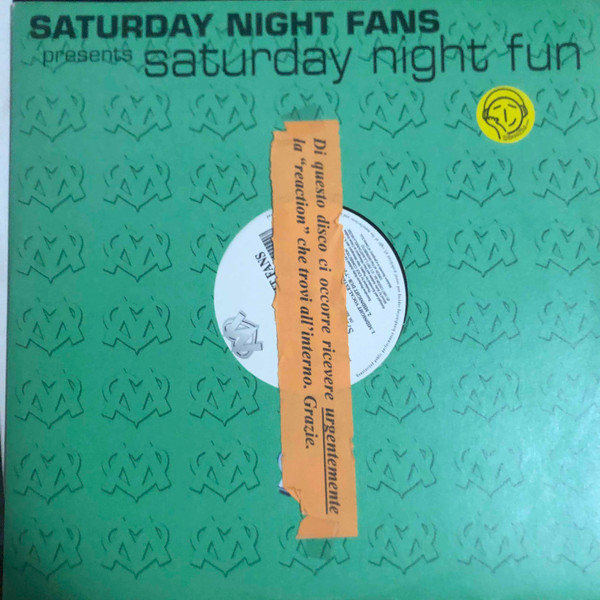 SATURDAY NIGHT FANS
presents saturday night fun
Di questo disco ci occorre ricevere urgentemente
la "reaction" che trovi all'interno. Grazie.